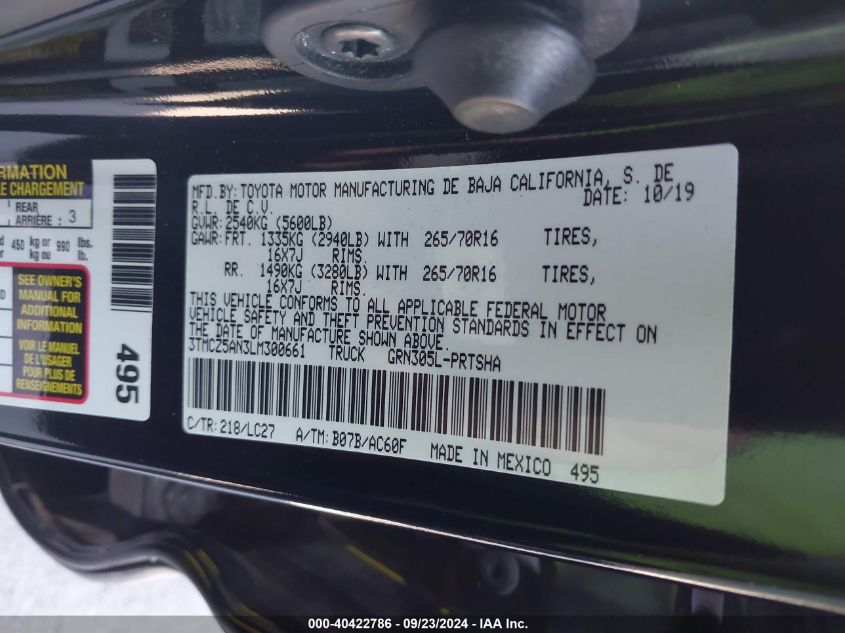 RMATION
LE CHARGEMENT
REAR
ARRIÈRE : 3
450 kg or 990 lbs.
kg ou lb.
SEE OWNER'S
MANUAL FOR
ADDITIONAL
INFORMATION
VOIR LE MANUEL
DE L'USAGER
POUR PLUS DE
RENSEIGNEMENTS
495
MFD. BY: TOYOTA MOTOR MANUFACTURING DE BAJA CALIFORNIA, S. DE
R.L. DE C.V. DATE: 10/19
GVWR: 2540KG (5600LB)
GAWR: FRT. 1335KG (2940LB) WITH 265/70R16 TIRES,
16X7J RIMS.
RR. 1490KG (3280LB) WITH 265/70R16 TIRES,
16X7J RIMS.
THIS VEHICLE CONFORMS TO ALL APPLICABLE FEDERAL MOTOR
VEHICLE SAFETY AND THEFT PREVENTION STANDARDS IN EFFECT ON
THE DATE OF MANUFACTURE SHOWN ABOVE.
3TMCZ5AN3LM300661 TRUCK GRN305L-PRTSHA
C/TR: 218/LC27 A/TM: B07B/AC60F MADE IN MEXICO 495
000-40422786 - 09/23/2024 - IAA Inc.